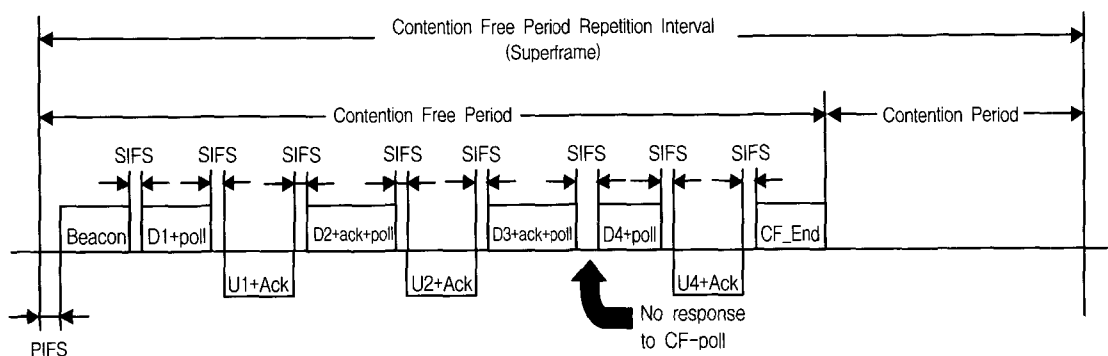 Contention Free Period Repetition Interval
(Superframe)
Contention Free Period
Contention Period
SIFS SIFS SIFS SIFS SIFS SIFS SIFS SIFS
Beacon D1+poll D2+ack+poll D3+ack+poll D4+poll CF_End
U1+Ack U2+Ack U4+Ack
No response
to CF-poll
PIFS